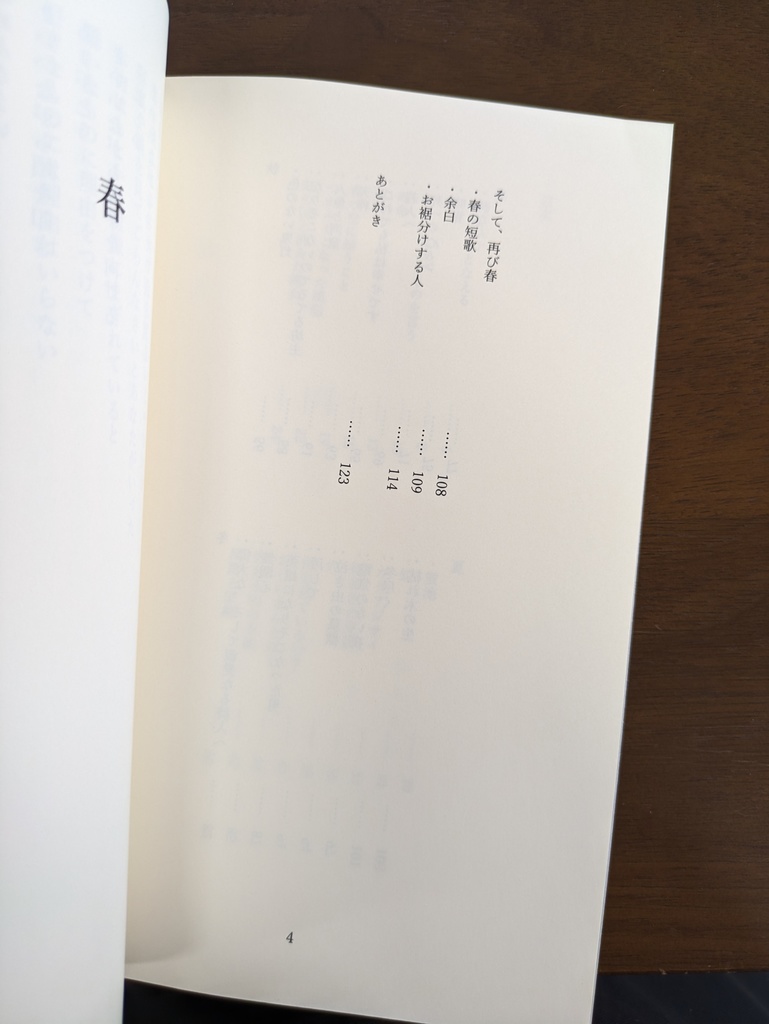 そして、再び春
・春の短歌 …… 108
・余白 …… 109
・お裾分けする人 …… 114
あとがき …… 123
4
春